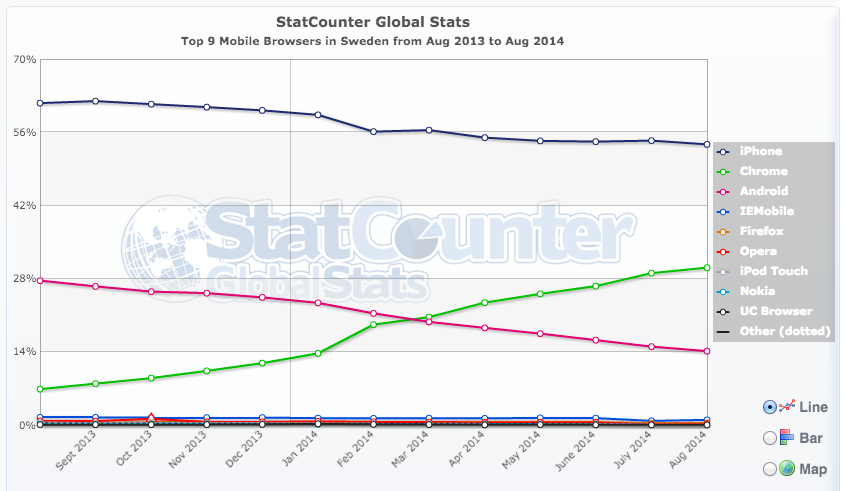 StatCounter Global Stats
Top 9 Mobile Browsers in Sweden from Aug 2013 to Aug 2014
70%
56%
42%
28%
14%
0%
StatCounter
GlobalStats
iPhone
Chrome
Android
IEMobile
Firefox
Opera
iPod Touch
Nokia
UC Browser
Other (dotted)
Sept 2013
Oct 2013
Nov 2013
Dec 2013
Jan 2014
Feb 2014
Mar 2014
Apr 2014
May 2014
June 2014
July 2014
Aug 2014
Line
Bar
Map